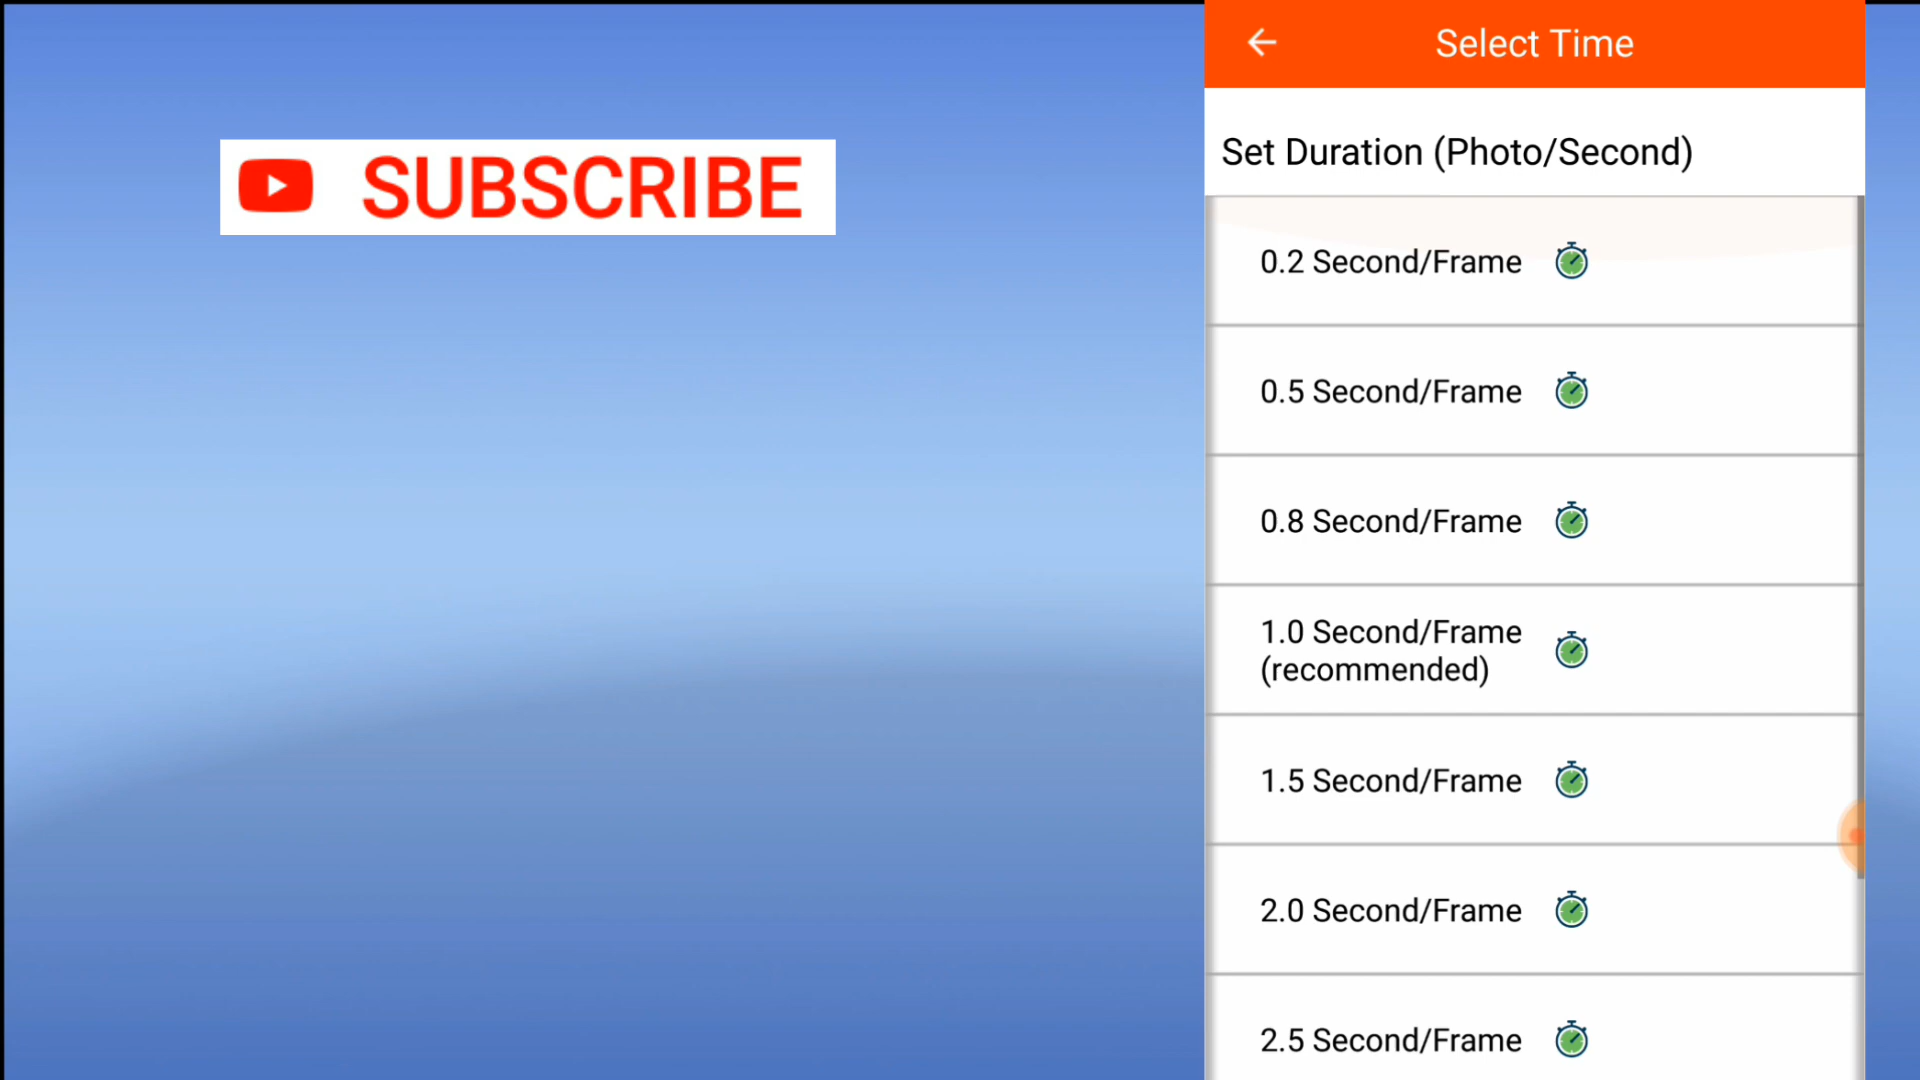 SUBSCRIBE
Select Time
Set Duration (Photo/Second)
0.2 Second/Frame
0.5 Second/Frame
0.8 Second/Frame
1.0 Second/Frame
(recommended)
1.5 Second/Frame
2.0 Second/Frame
2.5 Second/Frame